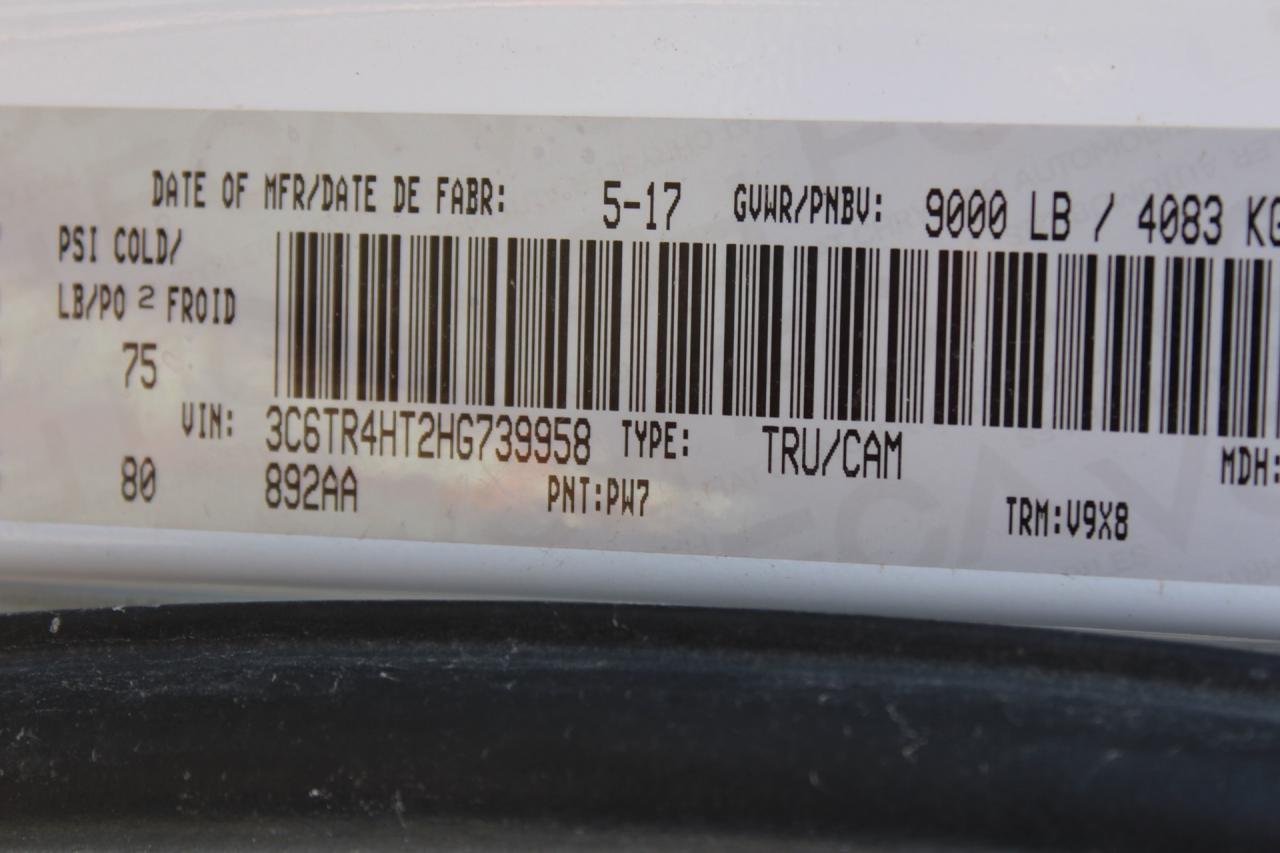 DATE OF MFR/DATE DE FABR: 5-17 GVWR/PNBV: 9000 LB / 4083 KG
PSI COLD/
LB/PO 2 FROID
75
VIN: 3C6TR4HT2HG739958 TYPE: TRU/CAM MDH:
80 892AA PNT:PW7 TRM:V9X8